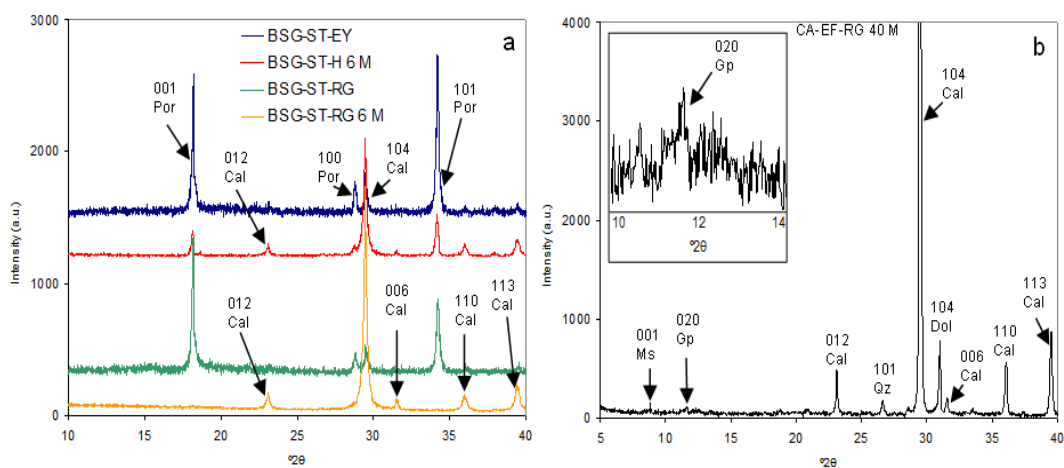 3000
2000
1000
0
Intensity (a.u.)
10
15
20
25
30
35
40
º2θ
a
BSG-ST-EY
BSG-ST-H 6 M
BSG-ST-RG
BSG-ST-RG 6 M
001
Por
012
Cal
100
Por
104
Cal
101
Por
012
Cal
006
Cal
110
Cal
113
Cal
4000
3000
2000
1000
0
Intensity (a.u.)
5
10
15
20
25
30
35
40
º2θ
b
CA-EF-RG 40 M
020
Gp
10
12
14
º2θ
104
Cal
001
Ms
020
Gp
012
Cal
101
Qz
104
Dol
006
Cal
110
Cal
113
Cal